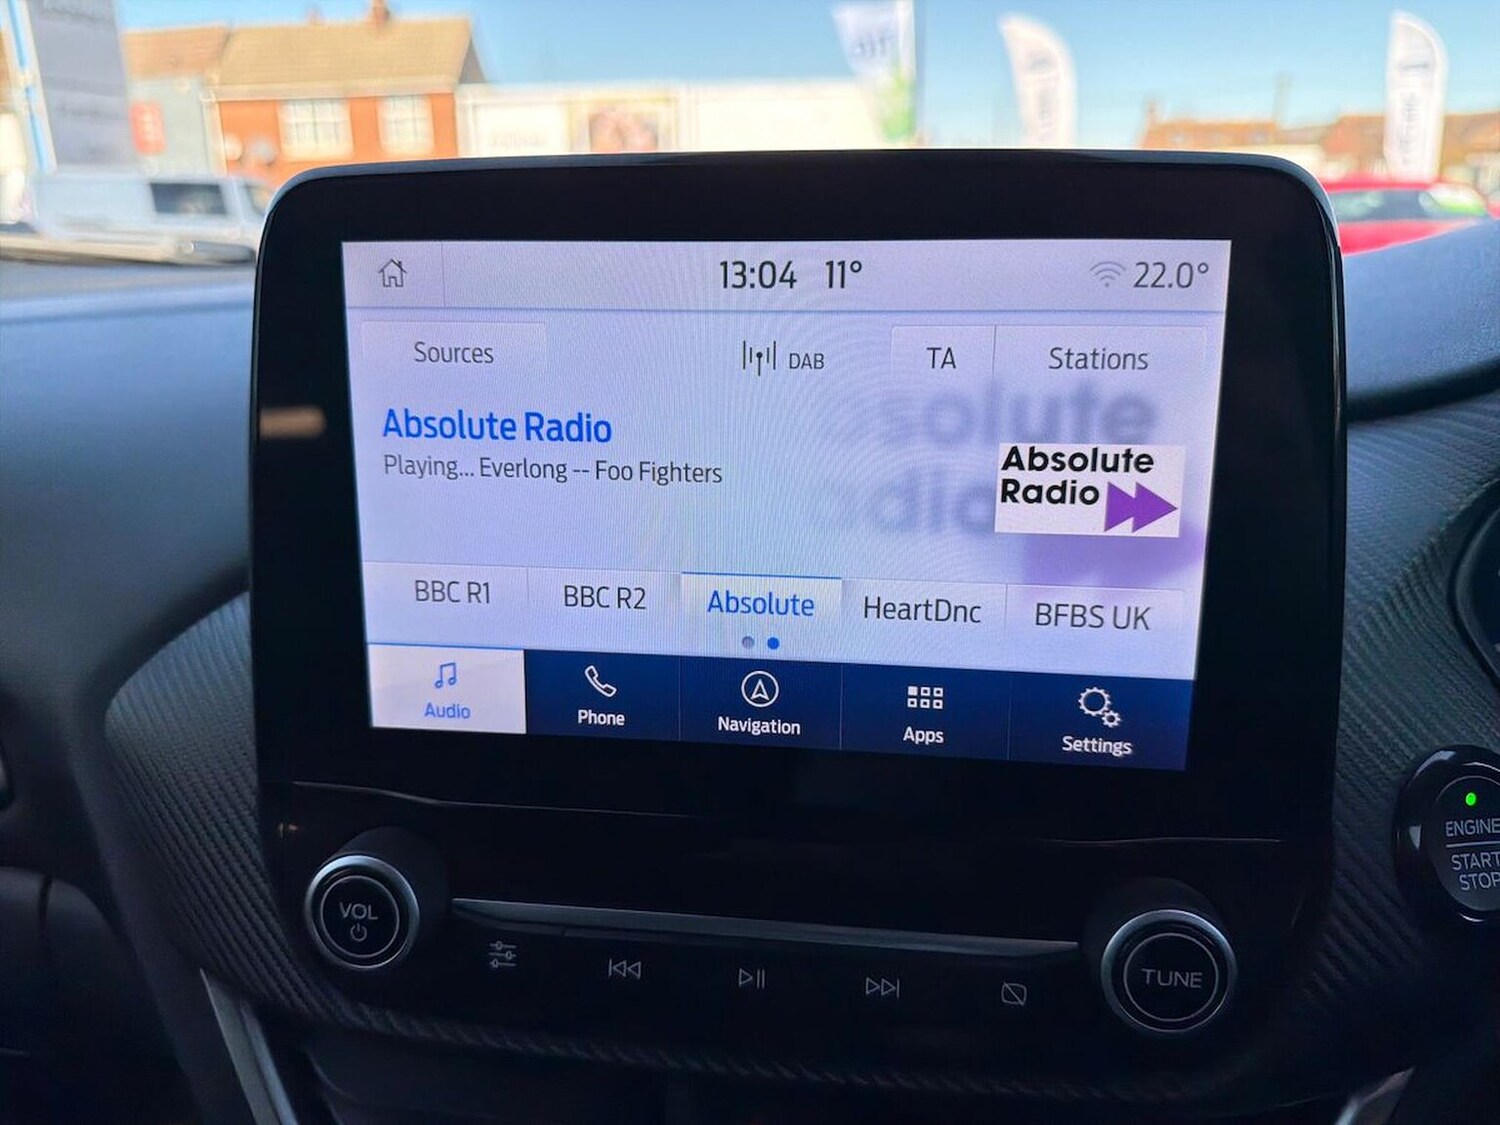 13:04 11° 22.0°
Sources DAB TA Stations
Absolute Radio
Playing... Everlong -- Foo Fighters
Absolute
Radio
BBC R1 BBC R2 Absolute HeartDnc BFBS UK
Audio Phone Navigation Apps Settings
ENGINE
START
STOP
VOL
TUNE